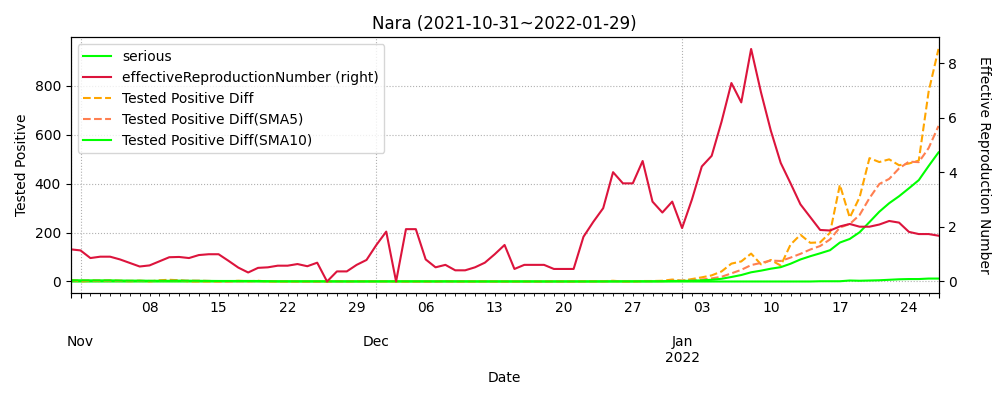 Nara (2021-10-31~2022-01-29)
serious
effectiveReproductionNumber (right)
Tested Positive Diff
Tested Positive Diff(SMA5)
Tested Positive Diff(SMA10)
Tested Positive
800
600
400
200
0
8
6
4
2
0
Effective Reproduction Number
08 15 22 29 06 13 20 27 03 10 17 24
Nov Dec Jan
2022
Date